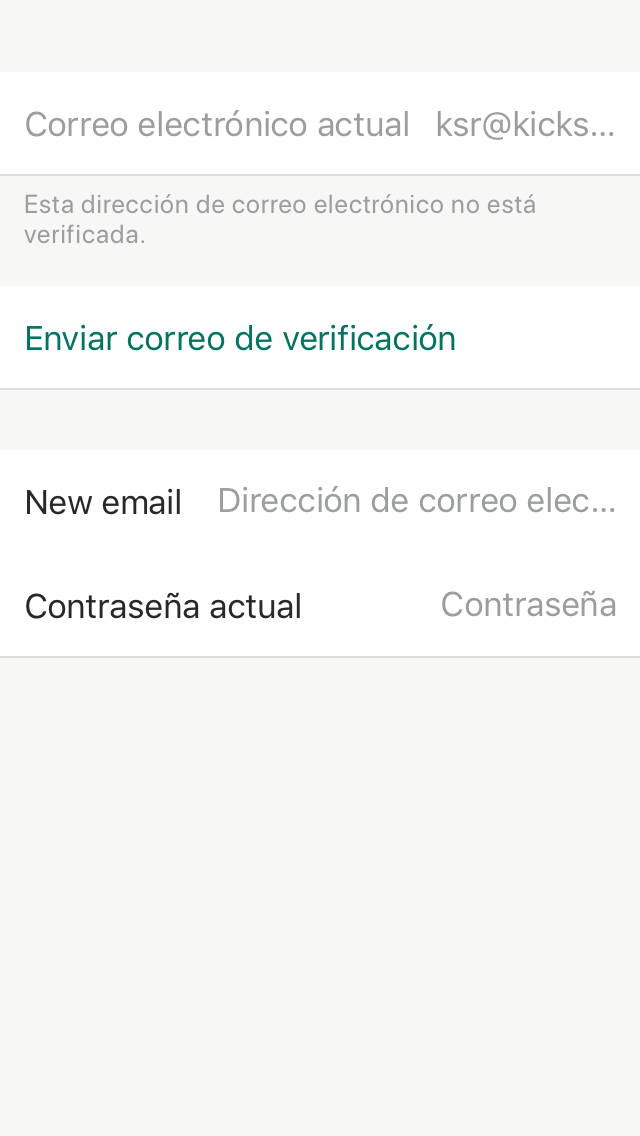 Correo electrónico actual ksr@kicks...
Esta dirección de correo electrónico no está
verificada.
Enviar correo de verificación
New email Dirección de correo elec...
Contraseña actual Contraseña